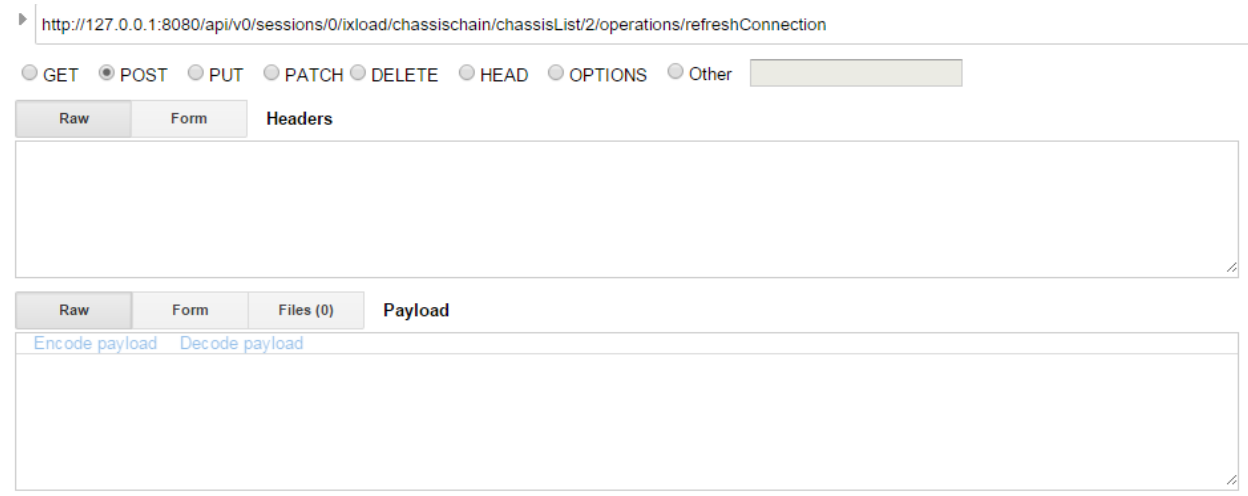 http://127.0.0.1:8080/api/v0/sessions/0/ixload/chassischain/chassisList/2/operations/refreshConnection
GET POST PUT PATCH DELETE HEAD OPTIONS Other
Raw Form Headers
Raw Form Files (0) Payload
Encode payload Decode payload